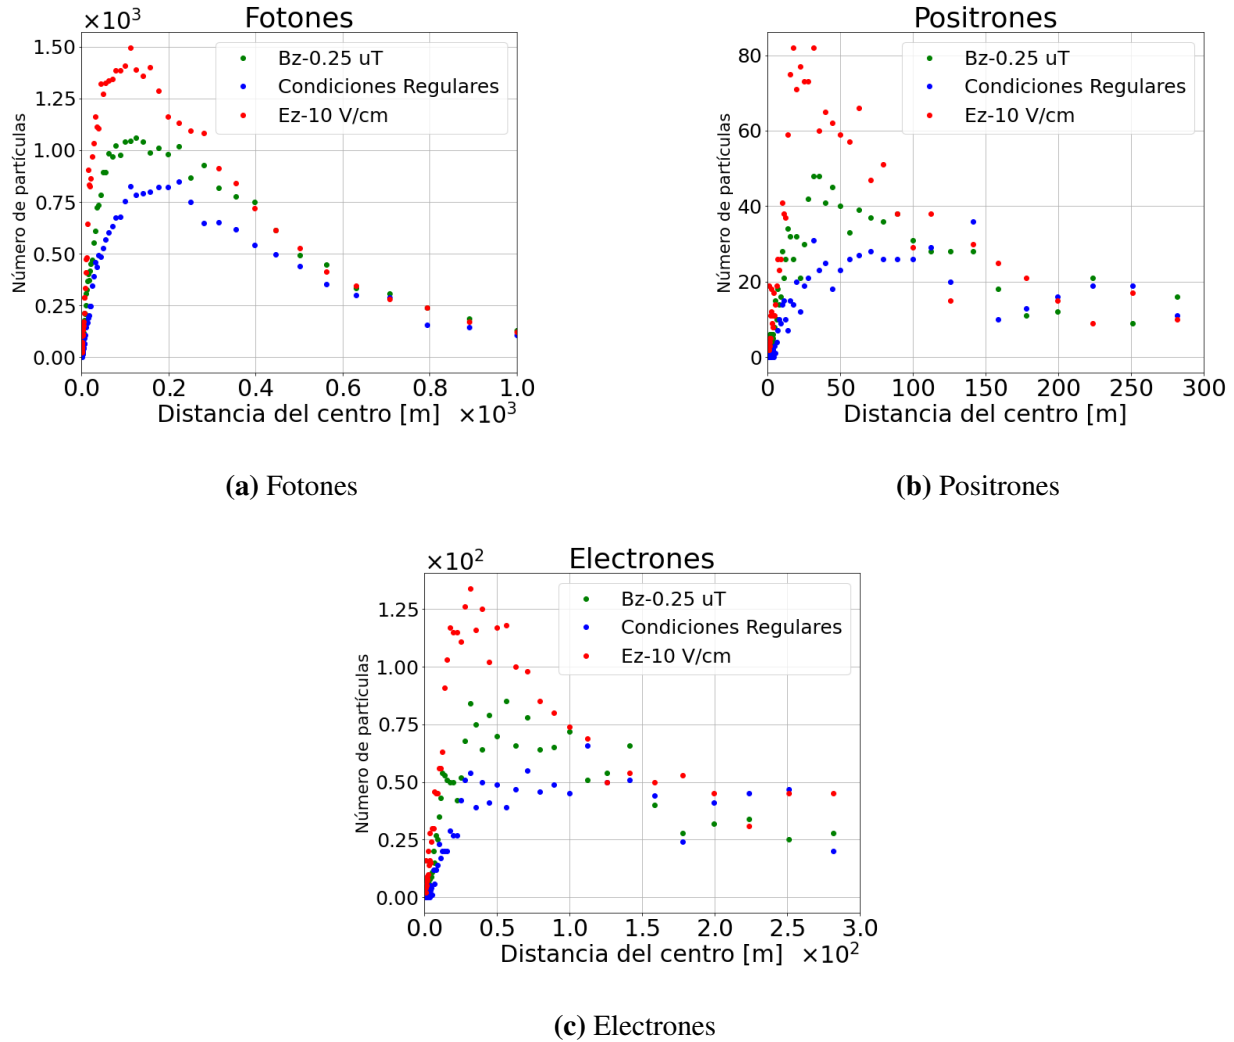 Fotones
×10³
1.50
1.25
1.00
0.75
0.50
0.25
0.00
Número de partículas
Bz-0.25 uT
Condiciones Regulares
Ez-10 V/cm
0.0 0.2 0.4 0.6 0.8 1.0
Distancia del centro [m] ×10³
(a) Fotones
Positrones
80
60
40
20
0
Número de partículas
Bz-0.25 uT
Condiciones Regulares
Ez-10 V/cm
0 50 100 150 200 250 300
Distancia del centro [m]
(b) Positrones
Electrones
×10²
1.25
1.00
0.75
0.50
0.25
0.00
Número de partículas
Bz-0.25 uT
Condiciones Regulares
Ez-10 V/cm
0.0 0.5 1.0 1.5 2.0 2.5 3.0
Distancia del centro [m] ×10²
(c) Electrones